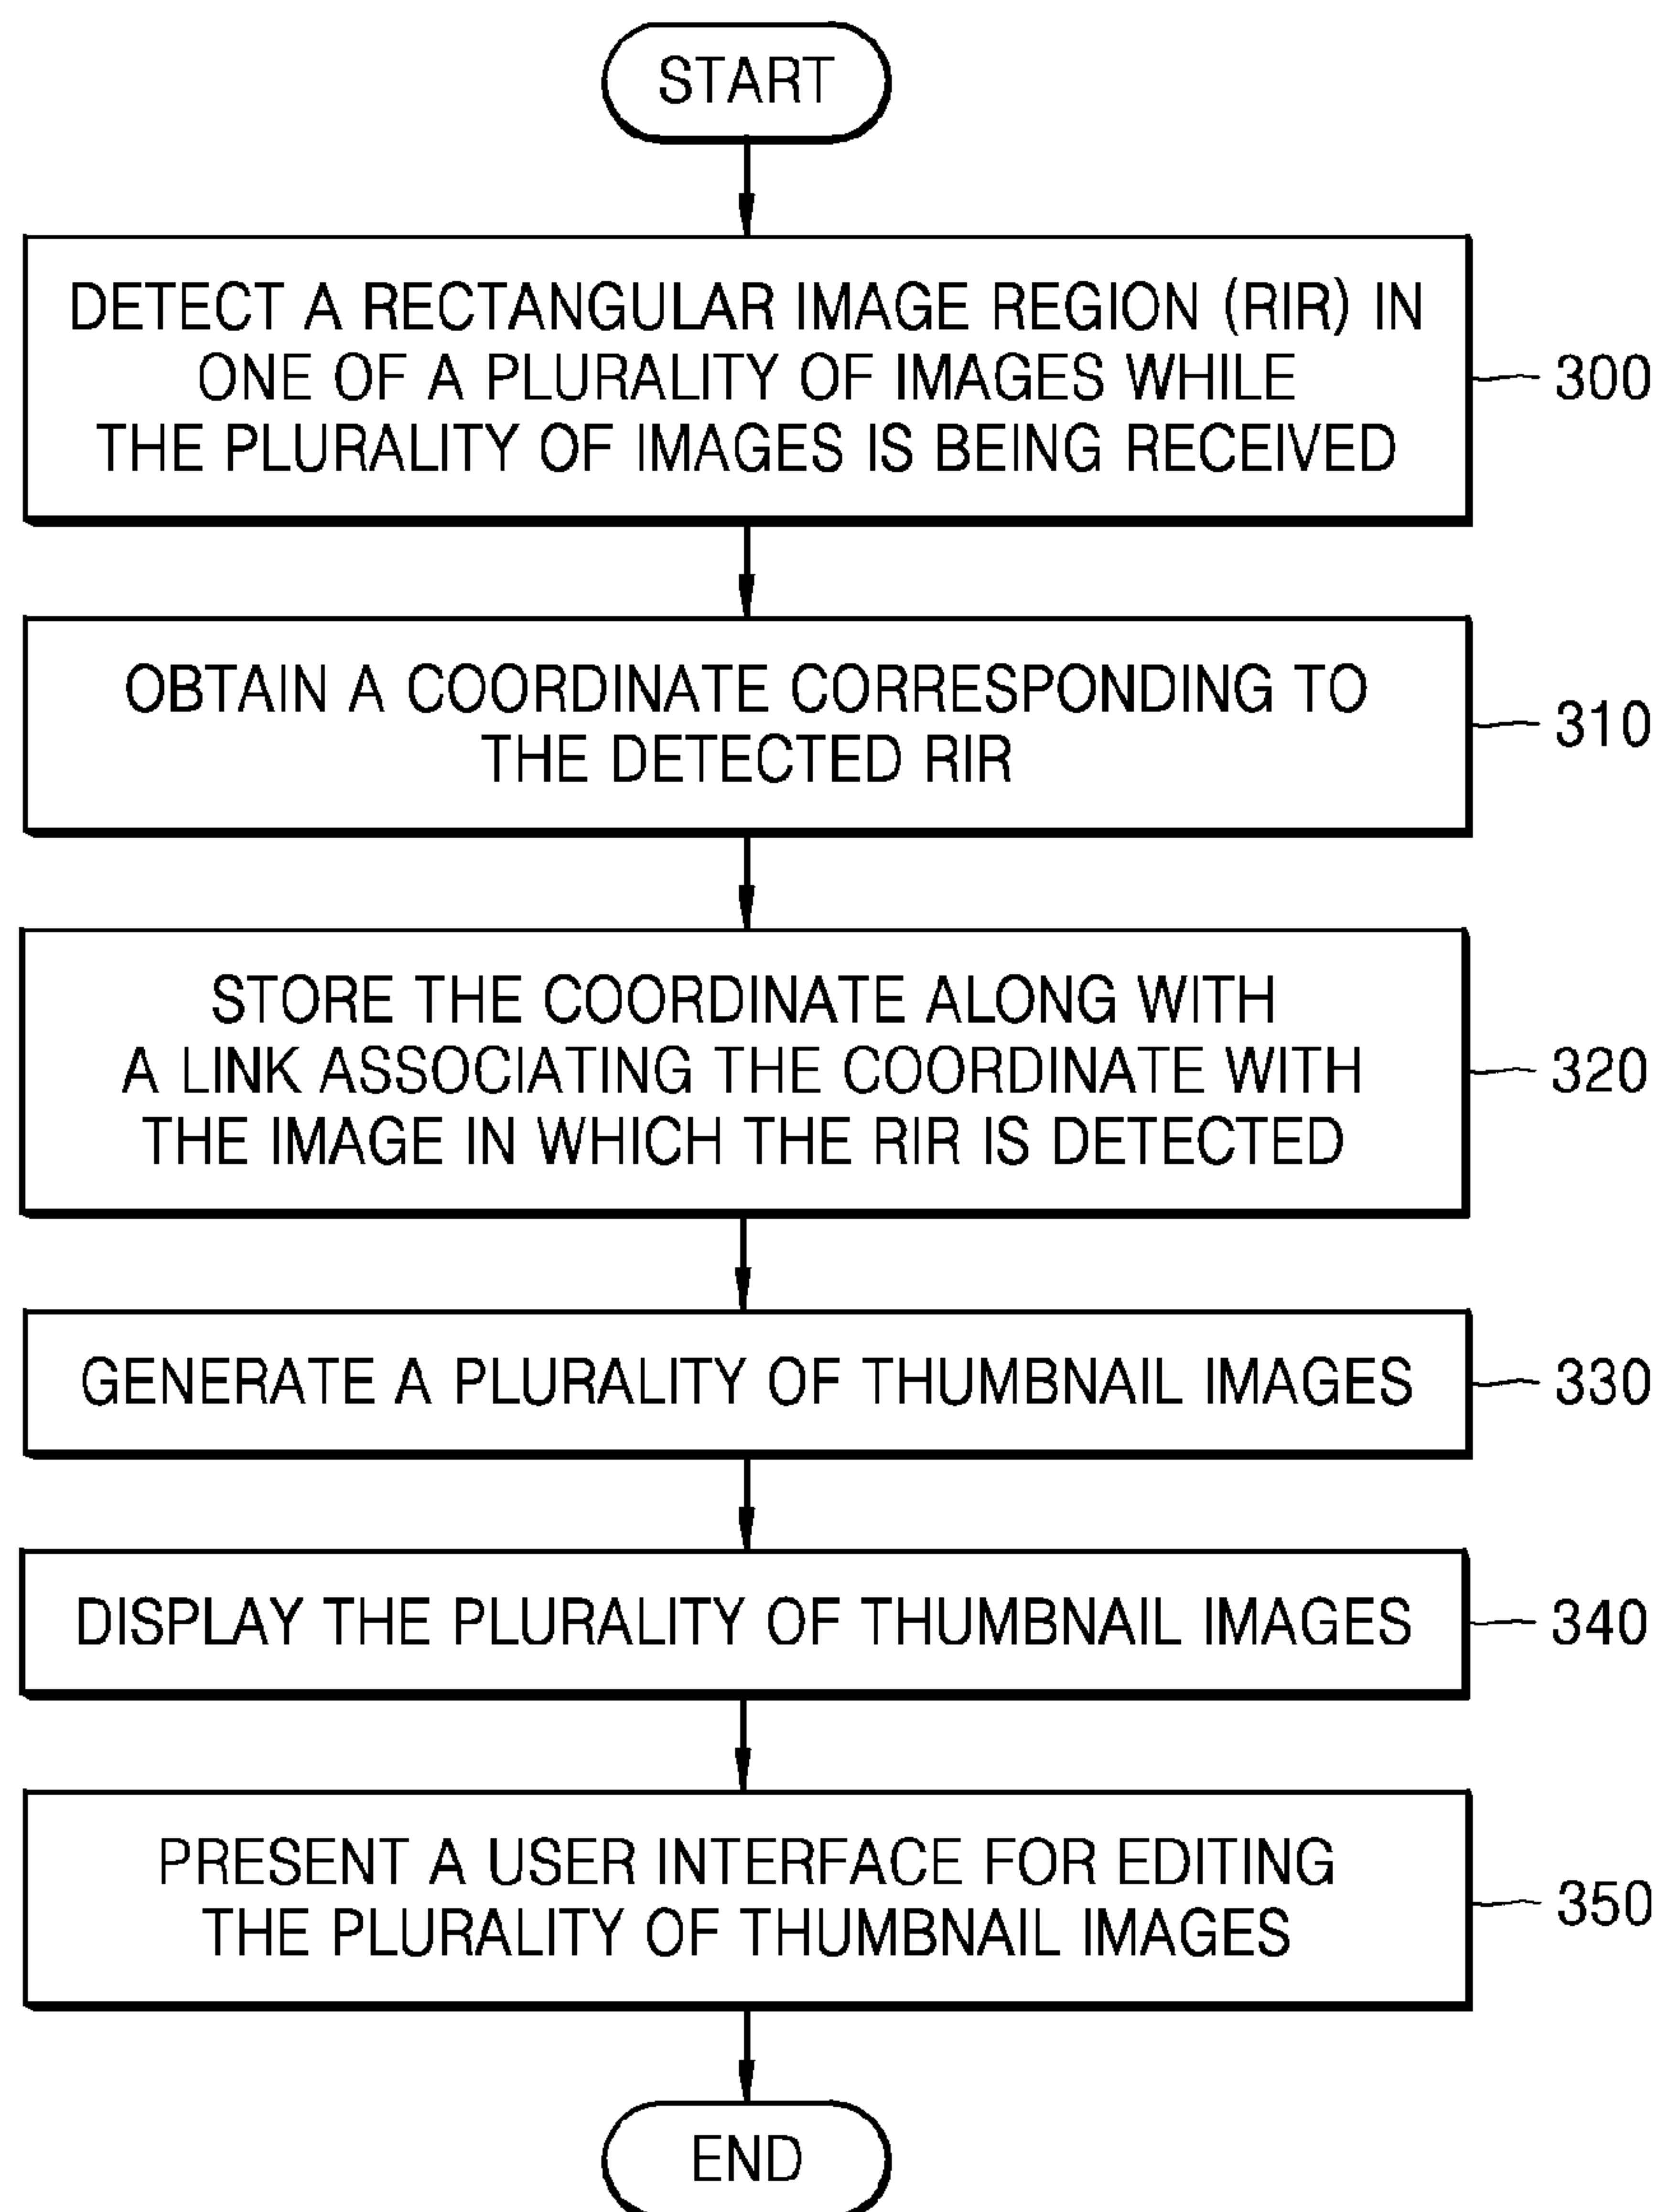 START
DETECT A RECTANGULAR IMAGE REGION (RIR) IN
ONE OF A PLURALITY OF IMAGES WHILE
THE PLURALITY OF IMAGES IS BEING RECEIVED
300
OBTAIN A COORDINATE CORRESPONDING TO
THE DETECTED RIR
310
STORE THE COORDINATE ALONG WITH
A LINK ASSOCIATING THE COORDINATE WITH
THE IMAGE IN WHICH THE RIR IS DETECTED
320
GENERATE A PLURALITY OF THUMBNAIL IMAGES
330
DISPLAY THE PLURALITY OF THUMBNAIL IMAGES
340
PRESENT A USER INTERFACE FOR EDITING
THE PLURALITY OF THUMBNAIL IMAGES
350
END